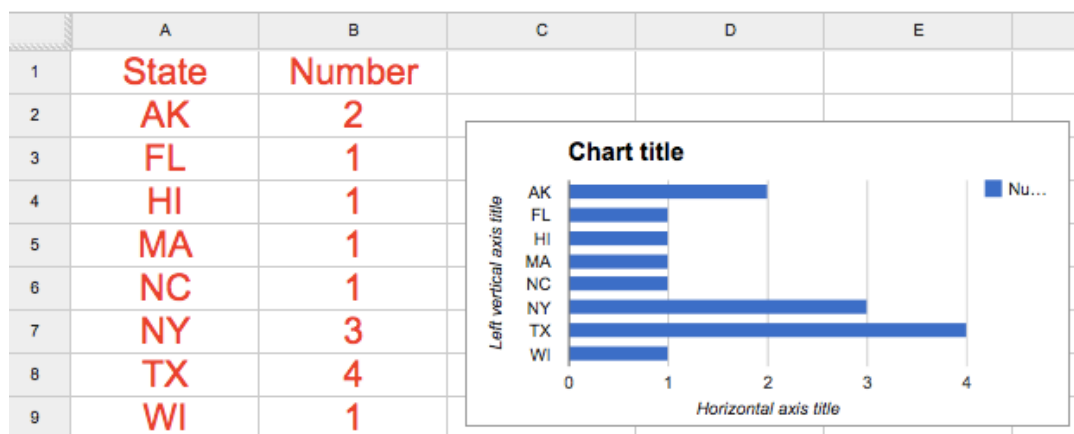 A B C D E
1 State Number
2 AK 2
3 FL 1
4 HI 1
5 MA 1
6 NC 1
7 NY 3
8 TX 4
9 WI 1
Chart title
Left vertical axis title
AK
FL
HI
MA
NC
NY
TX
WI
0 1 2 3 4
Horizontal axis title
Nu...